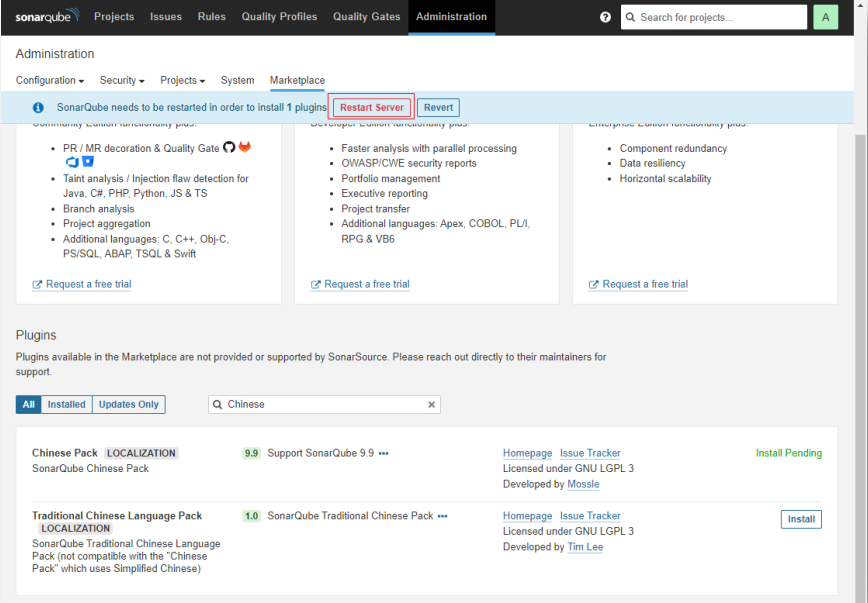 sonarqube Projects Issues Rules Quality Profiles Quality Gates Administration ? Search for projects... A
Administration
Configuration Security Projects System Marketplace
SonarQube needs to be restarted in order to install 1 plugins Restart Server Revert
Community Edition functionality plus:
PR / MR decoration & Quality Gate
Taint analysis / Injection flaw detection for
Java, C#, PHP, Python, JS & TS
Branch analysis
Project aggregation
Additional languages: C, C++, Obj-C,
PS/SQL, ABAP, TSQL & Swift
Request a free trial
Developer Edition functionality plus:
Faster analysis with parallel processing
OWASP/CWE security reports
Portfolio management
Executive reporting
Project transfer
Additional languages: Apex, COBOL, PL/I,
RPG & VB6
Request a free trial
Enterprise Edition functionality plus:
Component redundancy
Data resiliency
Horizontal scalability
Request a free trial
Plugins
Plugins available in the Marketplace are not provided or supported by SonarSource. Please reach out directly to their maintainers for
support.
All Installed Updates Only Chinese
Chinese Pack LOCALIZATION 9.9 Support SonarQube 9.9 ••• Homepage Issue Tracker Install Pending
SonarQube Chinese Pack Licensed under GNU LGPL 3
Developed by Mossle
Traditional Chinese Language Pack 1.0 SonarQube Traditional Chinese Pack ••• Homepage Issue Tracker Install
LOCALIZATION Licensed under GNU LGPL 3
SonarQube Traditional Chinese Language Developed by Tim Lee
Pack (not compatible with the "Chinese
Pack" which uses Simplified Chinese)